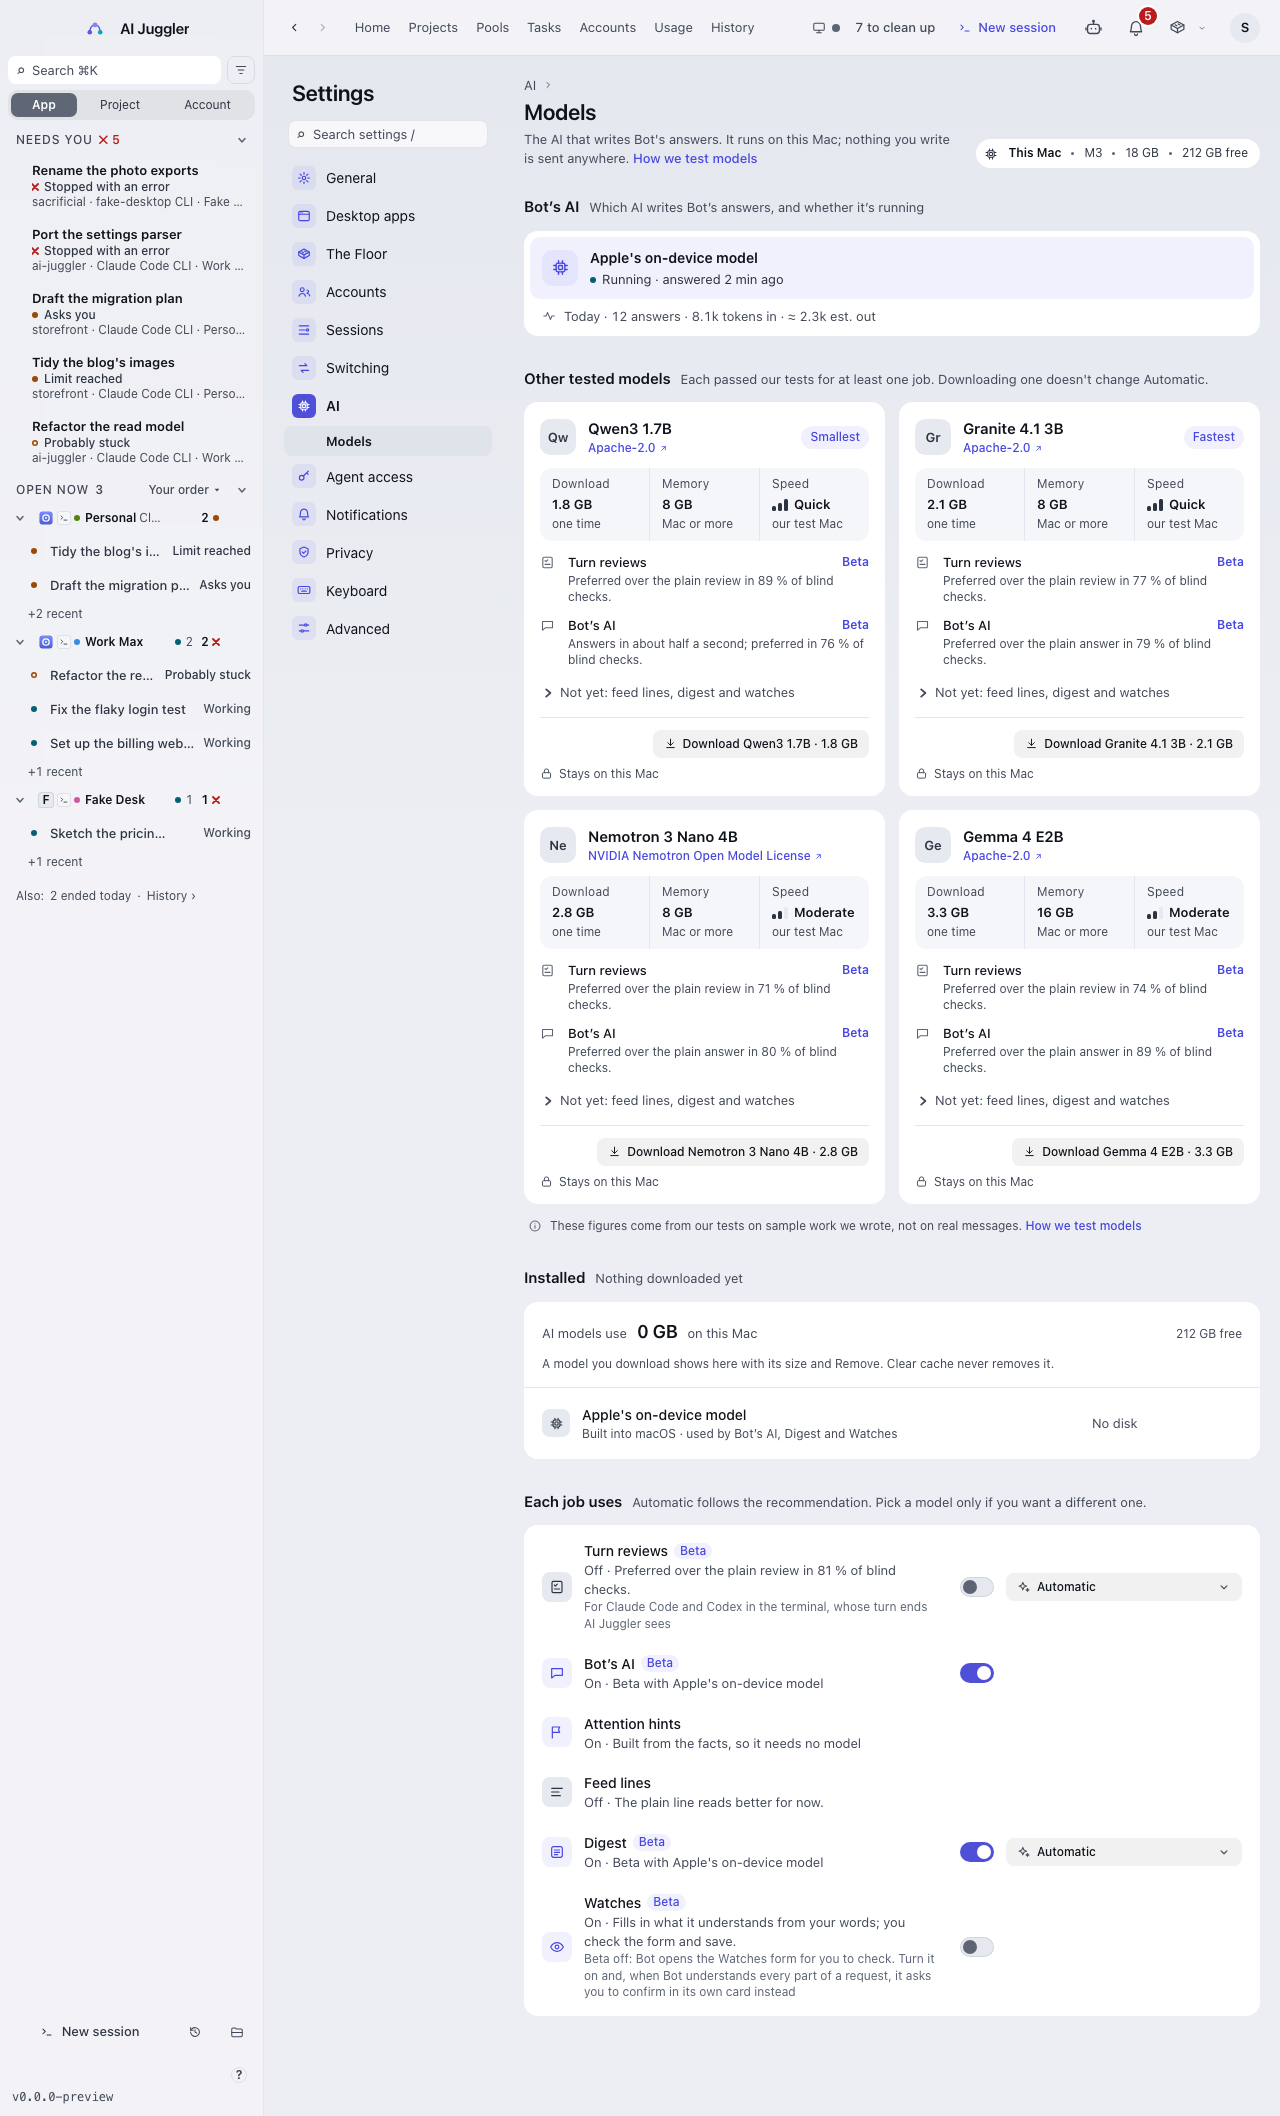 AI Juggler
Search ⌘K
App Project Account
NEEDS YOU 5
Rename the photo exports
Stopped with an error
sacrificial · fake-desktop CLI · Fake ...
Port the settings parser
Stopped with an error
ai-juggler · Claude Code CLI · Work ...
Draft the migration plan
Asks you
storefront · Claude Code CLI · Perso...
Tidy the blog's images
Limit reached
storefront · Claude Code CLI · Perso...
Refactor the read model
Probably stuck
ai-juggler · Claude Code CLI · Work ...
OPEN NOW 3 Your order
Personal Cl... 2
Tidy the blog's i... Limit reached
Draft the migration p... Asks you
+2 recent
Work Max 2 2
Refactor the re... Probably stuck
Fix the flaky login test Working
Set up the billing web... Working
+1 recent
F Fake Desk 1 1
Sketch the pricin... Working
+1 recent
Also: 2 ended today · History ›
New session
?
v0.0.0-preview
Home Projects Pools Tasks Accounts Usage History
7 to clean up New session 5 S
Settings
Search settings /
General
Desktop apps
The Floor
Accounts
Sessions
Switching
AI
Models
Agent access
Notifications
Privacy
Keyboard
Advanced
AI ›
Models
The AI that writes Bot's answers. It runs on this Mac; nothing you write
is sent anywhere. How we test models
This Mac • M3 • 18 GB • 212 GB free
Bot’s AI Which AI writes Bot’s answers, and whether it’s running
Apple's on-device model
Running · answered 2 min ago
Today · 12 answers · 8.1k tokens in · ≈ 2.3k est. out
Other tested models Each passed our tests for at least one job. Downloading one doesn't change Automatic.
Qw Qwen3 1.7B
Apache-2.0 ↗
Smallest
Download Memory Speed
1.8 GB 8 GB Quick
one time Mac or more our test Mac
Turn reviews Beta
Preferred over the plain review in 89 % of blind
checks.
Bot’s AI Beta
Answers in about half a second; preferred in 76 % of
blind checks.
Not yet: feed lines, digest and watches
Download Qwen3 1.7B · 1.8 GB
Stays on this Mac
Gr Granite 4.1 3B
Apache-2.0 ↗
Fastest
Download Memory Speed
2.1 GB 8 GB Quick
one time Mac or more our test Mac
Turn reviews Beta
Preferred over the plain review in 77 % of blind
checks.
Bot’s AI Beta
Preferred over the plain answer in 79 % of blind
checks.
Not yet: feed lines, digest and watches
Download Granite 4.1 3B · 2.1 GB
Stays on this Mac
Ne Nemotron 3 Nano 4B
NVIDIA Nemotron Open Model License ↗
Download Memory Speed
2.8 GB 8 GB Moderate
one time Mac or more our test Mac
Turn reviews Beta
Preferred over the plain review in 71 % of blind
checks.
Bot’s AI Beta
Preferred over the plain answer in 80 % of blind
checks.
Not yet: feed lines, digest and watches
Download Nemotron 3 Nano 4B · 2.8 GB
Stays on this Mac
Ge Gemma 4 E2B
Apache-2.0 ↗
Download Memory Speed
3.3 GB 16 GB Moderate
one time Mac or more our test Mac
Turn reviews Beta
Preferred over the plain review in 74 % of blind
checks.
Bot’s AI Beta
Preferred over the plain answer in 89 % of blind
checks.
Not yet: feed lines, digest and watches
Download Gemma 4 E2B · 3.3 GB
Stays on this Mac
These figures come from our tests on sample work we wrote, not on real messages. How we test models
Installed Nothing downloaded yet
AI models use 0 GB on this Mac 212 GB free
A model you download shows here with its size and Remove. Clear cache never removes it.
Apple's on-device model
Built into macOS · used by Bot’s AI, Digest and Watches
No disk
Each job uses Automatic follows the recommendation. Pick a model only if you want a different one.
Turn reviews Beta
Off · Preferred over the plain review in 81 % of blind
checks.
For Claude Code and Codex in the terminal, whose turn ends
AI Juggler sees
Automatic
Bot’s AI Beta
On · Beta with Apple's on-device model
Attention hints
On · Built from the facts, so it needs no model
Feed lines
Off · The plain line reads better for now.
Digest Beta
On · Beta with Apple's on-device model
Automatic
Watches Beta
On · Fills in what it understands from your words; you
check the form and save.
Beta off: Bot opens the Watches form for you to check. Turn it
on and, when Bot understands every part of a request, it asks
you to confirm in its own card instead